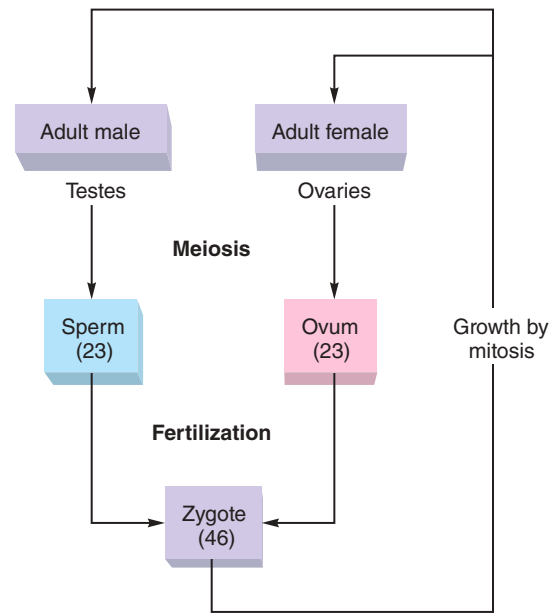 Adult male
Adult female
Testes
Ovaries
Meiosis
Sperm
(23)
Ovum
(23)
Growth by
mitosis
Fertilization
Zygote
(46)